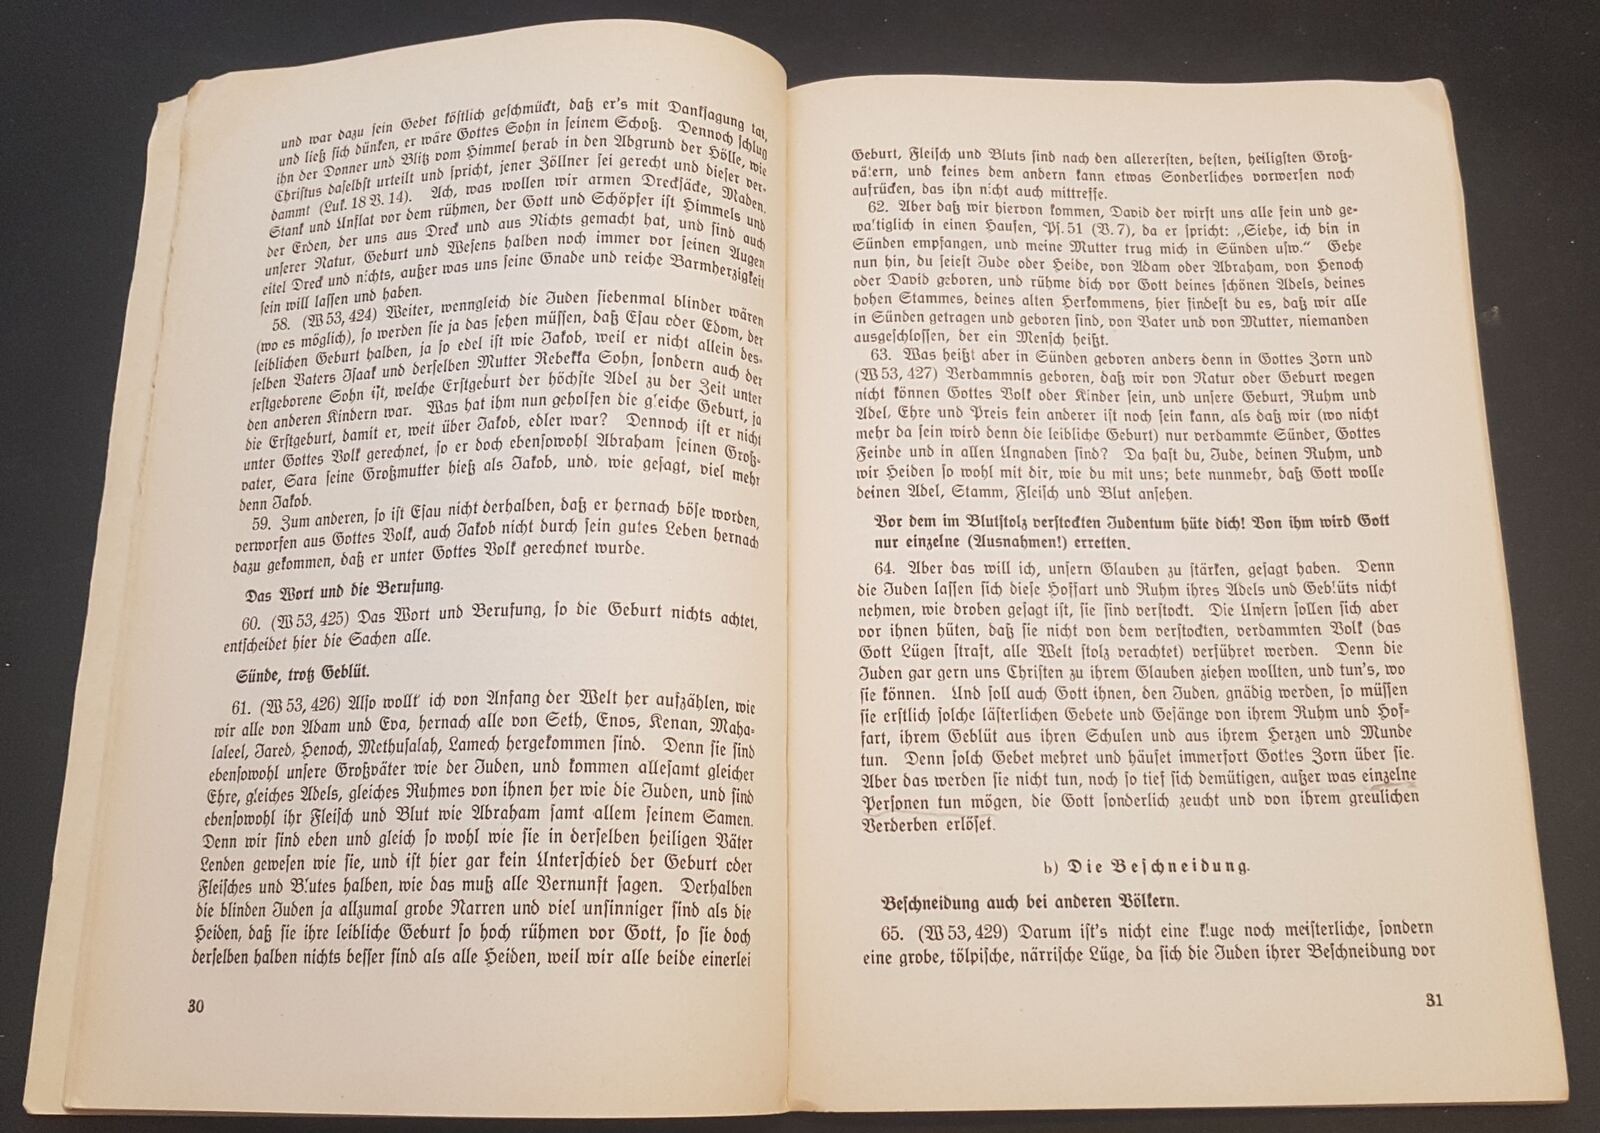 und war dazu sein Gebet köstlich geschmückt, daß er's mit Danksagung tat,
und ließ sich dünken, er wäre Gottes Sohn in seinem Schoß. Dennoch schlug
ihn der Donner und Blitz vom Himmel herab in den Abgrund der Hölle, wie
Christus daselbst urteilt und spricht, jener Zöllner sei gerecht und dieser ver-
dammt (Luk. 18 V. 14). Ach, was wollen wir armen Drecksäcke, Maden,
Stank und Unflat vor dem rühmen, der Gott und Schöpfer ist Himmels und
der Erden, der uns aus Dreck und aus Nichts gemacht hat, und sind auch
unserer Natur, Geburt und Wesens halben noch immer vor seinen Augen
eitel Dreck und nichts, außer was uns seine Gnade und reiche Barmherzigkeit
sein will lassen und haben.
58. (W 53, 424) Weiter, wenngleich die Juden siebenmal blinder wären
(wo es möglich), so werden sie ja das sehen müssen, daß Esau oder Edom, der
leiblichen Geburt halben, ja so edel ist wie Jakob, weil er nicht allein des-
selben Vaters Isaak und derselben Mutter Rebekka Sohn, sondern auch der
erstgeborene Sohn ist, welche Erstgeburt der höchste Adel zu der Zeit unter
den anderen Kindern war. Was hat ihm nun geholfen die gleiche Geburt, ja
die Erstgeburt, damit er, weit über Jakob, edler war? Dennoch ist er nicht
unter Gottes Volk gerechnet, so er doch ebensowohl Abraham seinen Groß-
vater, Sara seine Großmutter hieß als Jakob, und, wie gesagt, viel mehr
denn Jakob.
59. Zum anderen, so ist Esau nicht derhalben, daß er hernach böse worden,
verworfen aus Gottes Volk, auch Jakob nicht durch sein gutes Leben hernach
dazu gekommen, daß er unter Gottes Volk gerechnet wurde.
Das Wort und die Berufung.
60. (W 53, 425) Das Wort und Berufung, so die Geburt nichts achtet,
entscheidet hier die Sachen alle.
Sünde, trotz Geblüt.
61. (W 53, 426) Also wollt' ich von Anfang der Welt her aufzählen, wie
wir alle von Adam und Eva, hernach alle von Seth, Enos, Kenan, Maha-
laleel, Jared, Henoch, Methusalah, Lamech hergekommen sind. Denn sie sind
ebensowohl unsere Großväter wie der Juden, und kommen allesamt gleicher
Ehre, gleiches Adels, gleiches Ruhmes von ihnen her wie die Juden, und sind
ebensowohl ihr Fleisch und Blut wie Abraham samt allem seinem Samen.
Denn wir sind eben und gleich so wohl wie sie in derselben heiligen Väter
Lenden gewesen wie sie, und ist hier gar kein Unterschied der Geburt oder
Fleisches und Blutes halben, wie das muß alle Vernunft sagen. Derhalben
die blinden Juden ja allzumal grobe Narren und viel unsinniger sind als die
Heiden, daß sie ihre leibliche Geburt so hoch rühmen vor Gott, so sie doch
derselben halben nichts besser sind als alle Heiden, weil wir alle beide einerlei
30
Geburt, Fleisch und Bluts sind nach den allerersten, besten, heiligsten Groß-
vätern, und keines dem andern kann etwas Sonderliches vorwerfen noch
aufrücken, das ihn nicht auch mitreffe.
62. Aber daß wir hiervon kommen, David der wirft uns alle fein und ge-
waltiglich in einen Haufen, Ps. 51 (V. 7), da er spricht: „Siehe, ich bin in
Sünden empfangen, und meine Mutter trug mich in Sünden usw." Gehe
nun hin, du seiest Jude oder Heide, von Adam oder Abraham, von Henoch
oder David geboren, und rühme dich vor Gott deines schönen Adels, deines
hohen Stammes, deines alten Herkommens, hier findest du es, daß wir alle
in Sünden getragen und geboren sind, von Vater und von Mutter, niemanden
ausgeschlossen, der ein Mensch heißt.
63. Was heißt aber in Sünden geboren anders denn in Gottes Zorn und
(W 53, 427) Verdammnis geboren, daß wir von Natur oder Geburt wegen
nicht können Gottes Volk oder Kinder sein, und unsere Geburt, Ruhm und
Adel, Ehre und Preis kein anderer ist noch sein kann, als daß wir (wo nicht
mehr da sein wird denn die leibliche Geburt) nur verdammte Sünder, Gottes
Feinde und in allen Ungnaden sind? Da hast du, Jude, deinen Ruhm, und
wir Heiden so wohl mit dir, wie du mit uns; bete nunmehr, daß Gott wolle
deinen Adel, Stamm, Fleisch und Blut ansehen.
Vor dem im Blutstolz verstockten Judentum hüte dich! Von ihm wird Gott
nur einzelne (Ausnahmen!) erretten.
64. Aber das will ich, unsern Glauben zu stärken, gesagt haben. Denn
die Juden lassen sich diese Hoffart und Ruhm ihres Adels und Geblüts nicht
nehmen, wie droben gesagt ist, sie sind verstockt. Die Unsern sollen sich aber
vor ihnen hüten, daß sie nicht von dem verstockten, verdammten Volk (das
Gott Lügen straft, alle Welt stolz verachtet) verführet werden. Denn die
Juden gar gern uns Christen zu ihrem Glauben ziehen wollten, und tun's, wo
sie können. Und soll auch Gott ihnen, den Juden, gnädig werden, so müssen
sie erstlich solche lästerlichen Gebete und Gesänge von ihrem Ruhm und Hof-
fart, ihrem Geblüt aus ihren Schulen und aus ihrem Herzen und Munde
tun. Denn solch Gebet mehret und häufet immerfort Gottes Zorn über sie.
Aber das werden sie nicht tun, noch so tief sich demütigen, außer was einzelne
Personen tun mögen, die Gott sonderlich zeucht und von ihrem greulichen
Verderben erlöset.
b) Die Beschneidung.
Beschneidung auch bei anderen Völkern.
65. (W 53, 429) Darum ist's nicht eine kluge noch meisterliche, sondern
eine grobe, tölpische, närrische Lüge, da sich die Juden ihrer Beschneidung vor
31